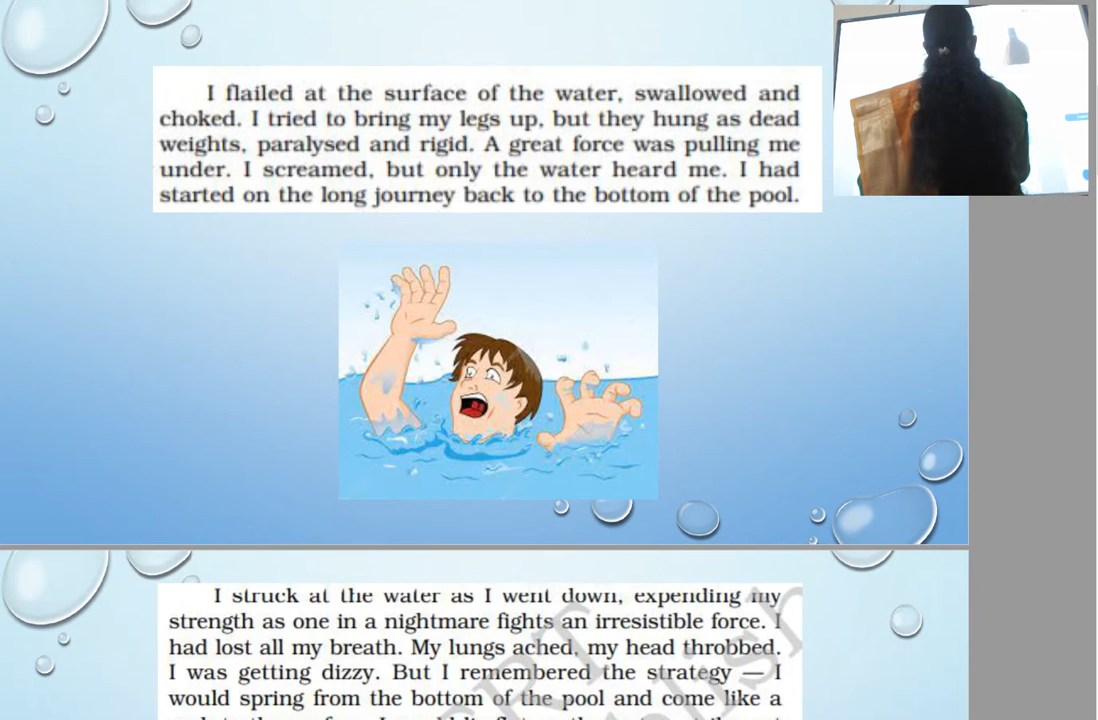 I flailed at the surface of the water, swallowed and
choked. I tried to bring my legs up, but they hung as dead
weights, paralysed and rigid. A great force was pulling me
under. I screamed, but only the water heard me. I had
started on the long journey back to the bottom of the pool.
I struck at the water as I went down, expending my
strength as one in a nightmare fights an irresistible force. I
had lost all my breath. My lungs ached, my head throbbed.
I was getting dizzy. But I remembered the strategy — I
would spring from the bottom of the pool and come like a